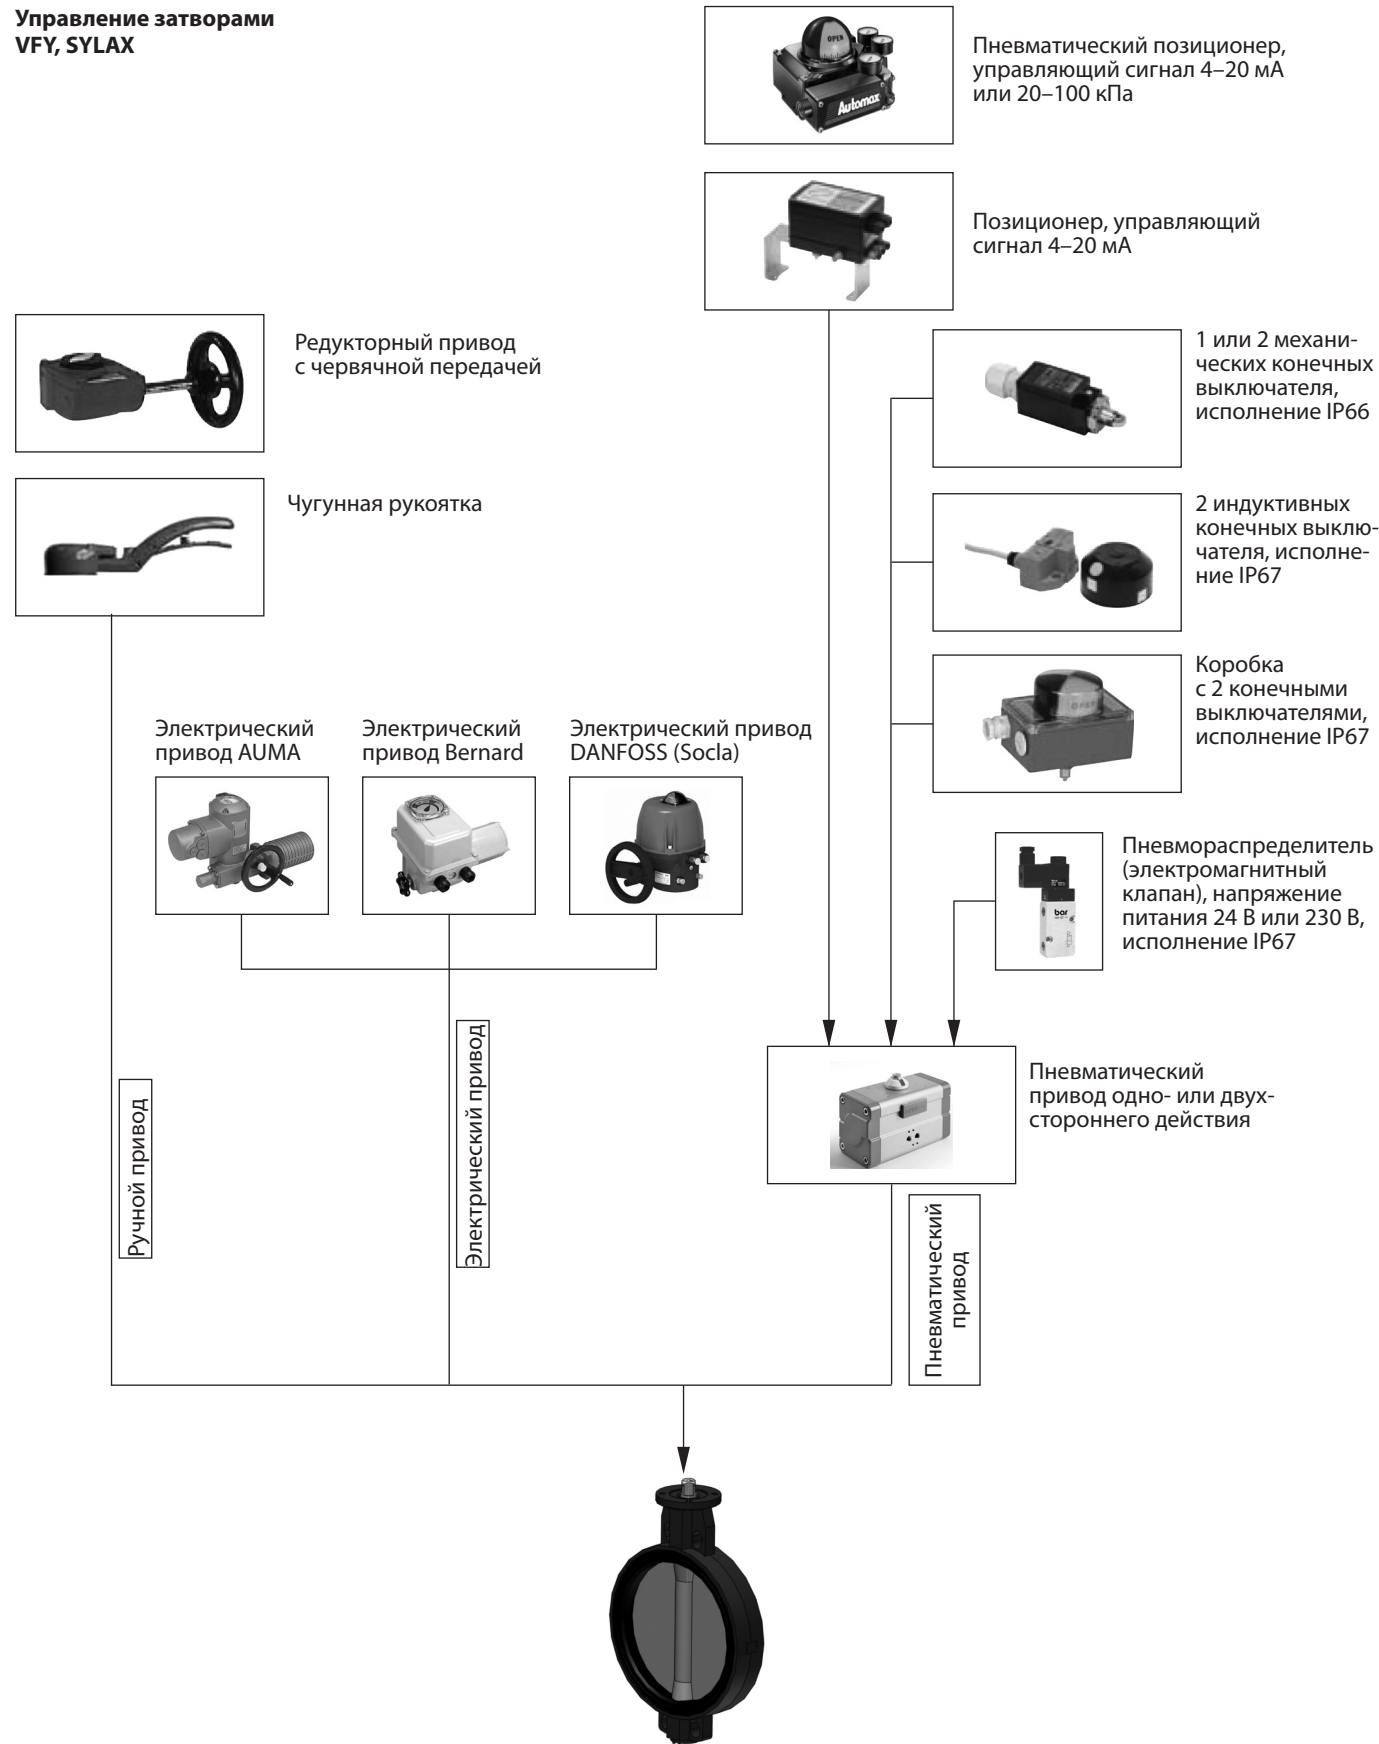 Управление затворами
VFY, SYLAX
OPEN
Automax
Пневматический позиционер,
управляющий сигнал 4–20 мА
или 20–100 кПа
Позиционер, управляющий
сигнал 4–20 мА
Редукторный привод
с червячной передачей
1 или 2 механи-
ческих конечных
выключателя,
исполнение IP66
Чугунная рукоятка
2 индуктивных
конечных выклю-
чателя, исполне-
ние IP67
Коробка
с 2 конечными
выключателями,
исполнение IP67
OPEN
Электрический
привод AUMA
Электрический
привод Bernard
Электрический привод
DANFOSS (Socla)
Пневмораспределитель
(электромагнитный
клапан), напряжение
питания 24 В или 230 В,
исполнение IP67
bar
Ручной привод
Электрический привод
Пневматический
привод одно- или двух-
стороннего действия
Пневматический
привод